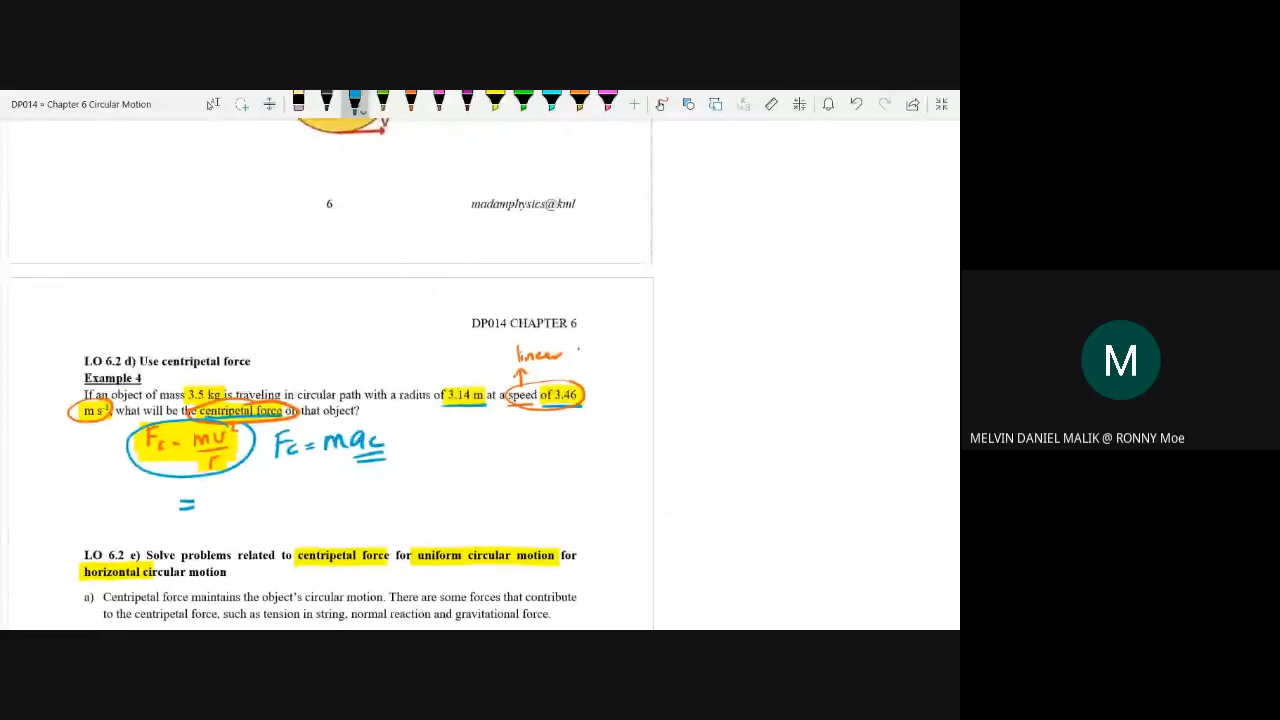 DP014 » Chapter 6 Circular Motion
V
6
madamphysics@kml
DP014 CHAPTER 6
LO 6.2 d) Use centripetal force
linear
Example 4
If an object of mass 3.5 kg is traveling in circular path with a radius of 3.14 m at a speed of 3.46
m s⁻¹, what will be the centripetal force on that object?
Fc = mv²/r Fc = mac
=
LO 6.2 e) Solve problems related to centripetal force for uniform circular motion for
horizontal circular motion
a) Centripetal force maintains the object's circular motion. There are some forces that contribute
to the centripetal force, such as tension in string, normal reaction and gravitational force.
M
MELVIN DANIEL MALIK @ RONNY Moe